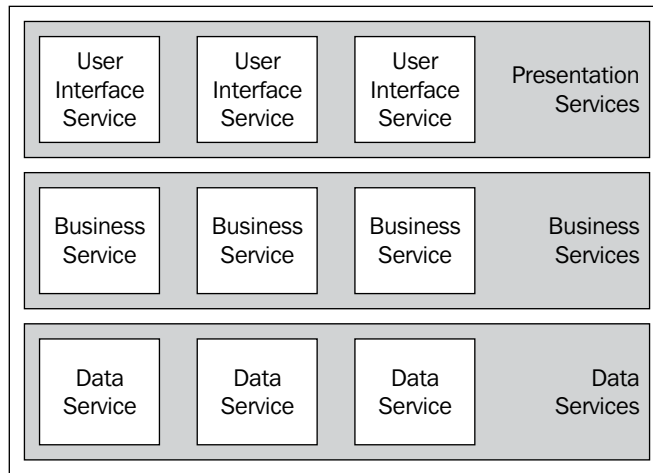 User
Interface
Service
User
Interface
Service
User
Interface
Service
Presentation
Services
Business
Service
Business
Service
Business
Service
Business
Services
Data
Service
Data
Service
Data
Service
Data
Services